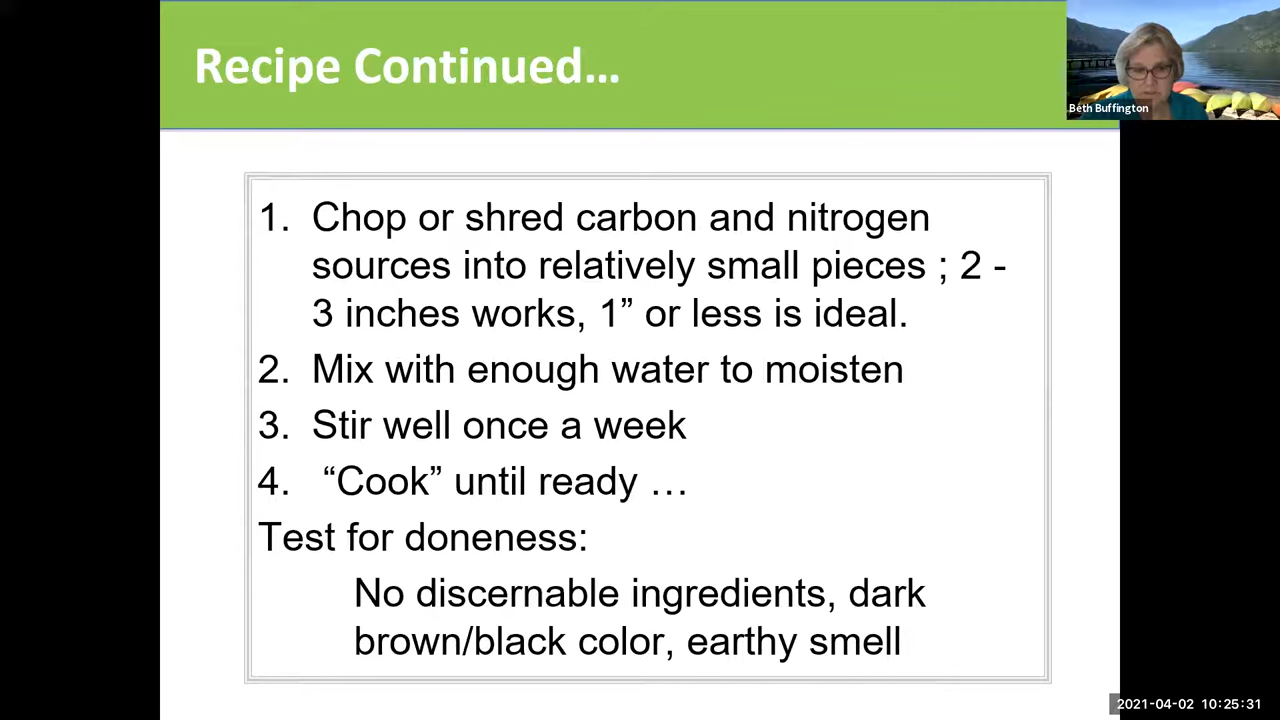 Recipe Continued...
Beth Buffington
1. Chop or shred carbon and nitrogen
sources into relatively small pieces ; 2 -
3 inches works, 1” or less is ideal.
2. Mix with enough water to moisten
3. Stir well once a week
4. “Cook” until ready …
Test for doneness:
No discernable ingredients, dark
brown/black color, earthy smell
2021-04-02 10:25:31